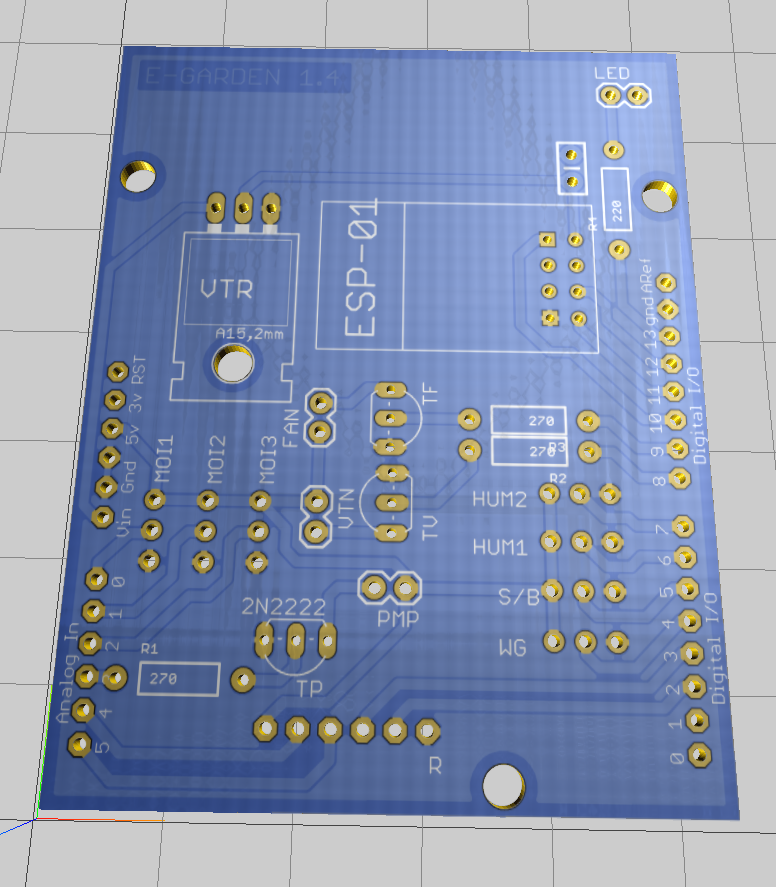 E-GARDEN 1.4
LED
220
R4
ESP-01
VTR
A15,2mm
ARef
gnd
13
12
11
10
9
8
Digital I/O
RST
3v
5v
Gnd
Vin
FAN
TF
270
R3
270
R2
MOI1
MOI2
MOI3
VTN
TV
HUM2
HUM1
S/B
WG
PMP
2N2222
TP
R1
270
7
6
5
4
3
2
1
0
Digital I/O
0
1
2
3
4
5
Analog In
R